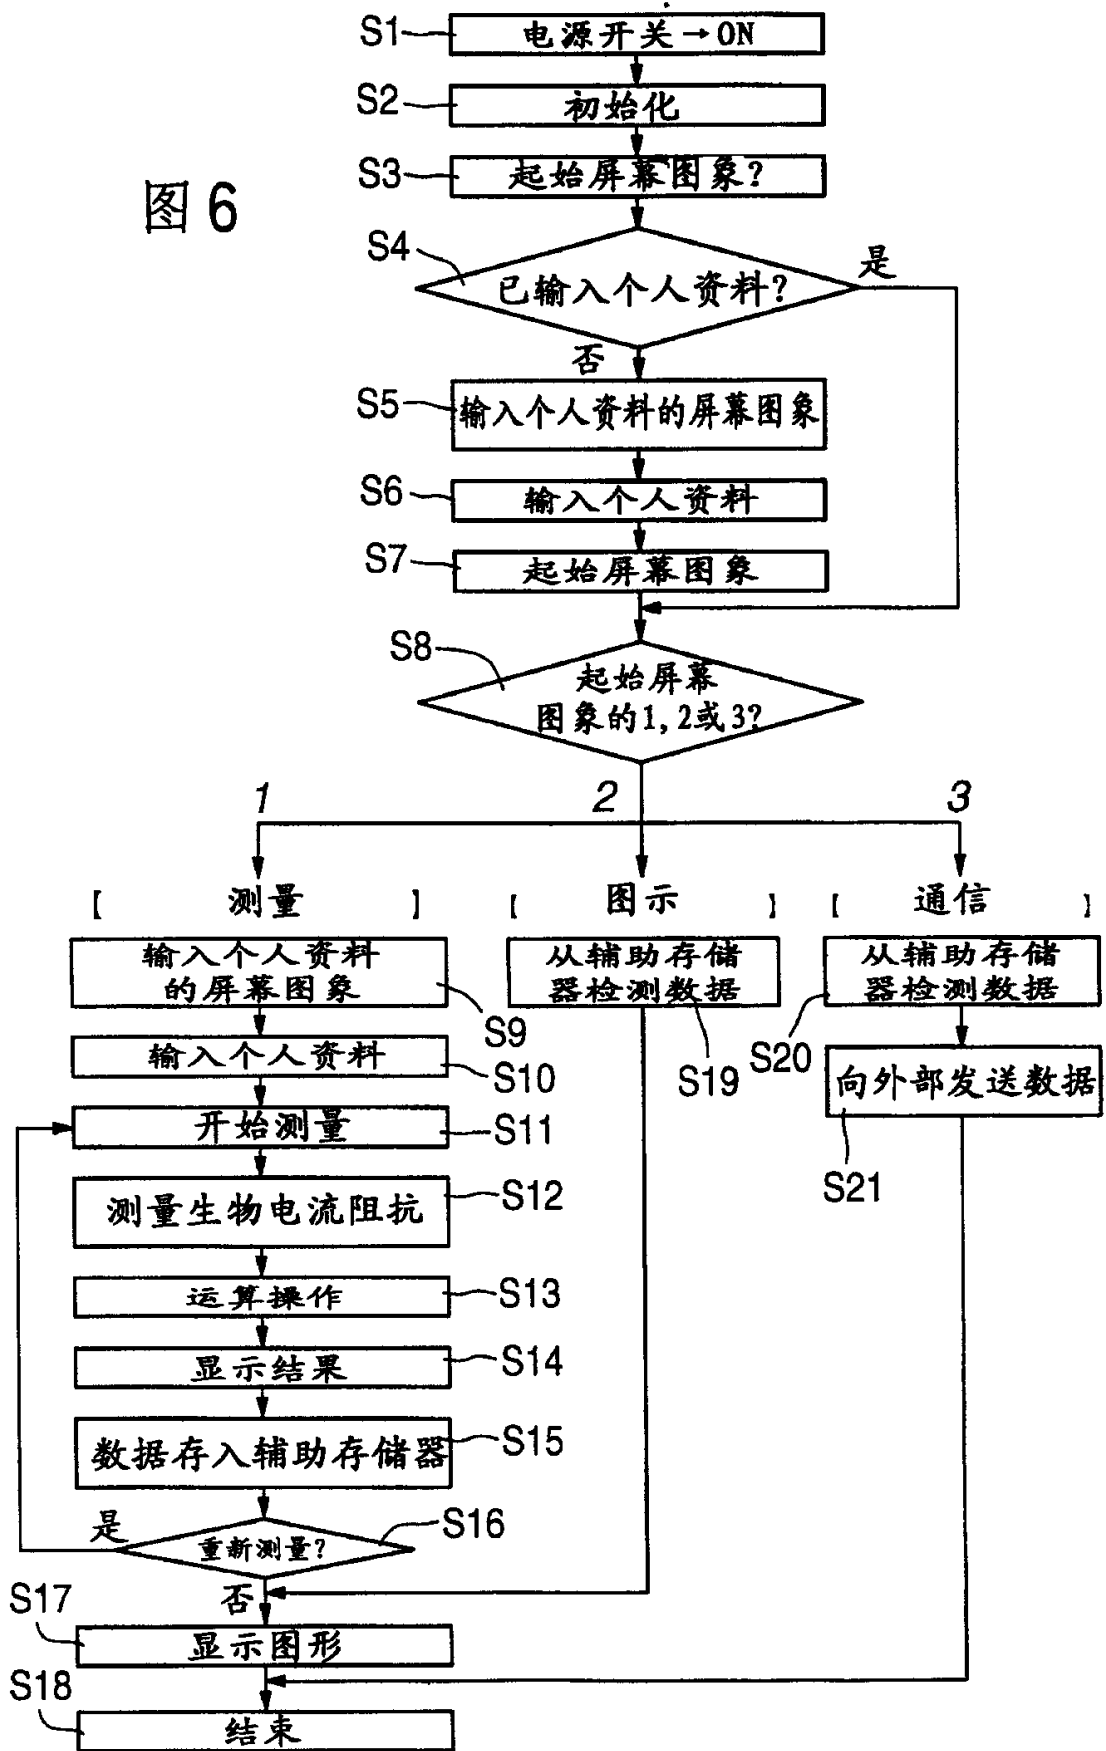 S1
电源开关→ON
S2
初始化
S3
起始屏幕图象?
图6
S4
已输入个人资料?
是
否
S5
输入个人资料的屏幕图象
S6
输入个人资料
S7
起始屏幕图象
S8
起始屏幕
图象的1,2或3?
1
2
3
[ 测量 ]
[ 图示 ]
[ 通信 ]
输入个人资料
的屏幕图象
S9
从辅助存储
器检测数据
S19
从辅助存储
器检测数据
S20
输入个人资料
S10
向外部发送数据
S21
开始测量
S11
测量生物电流阻抗
S12
运算操作
S13
显示结果
S14
数据存入辅助存储器
S15
是
重新测量?
S16
否
S17
显示图形
S18
结束